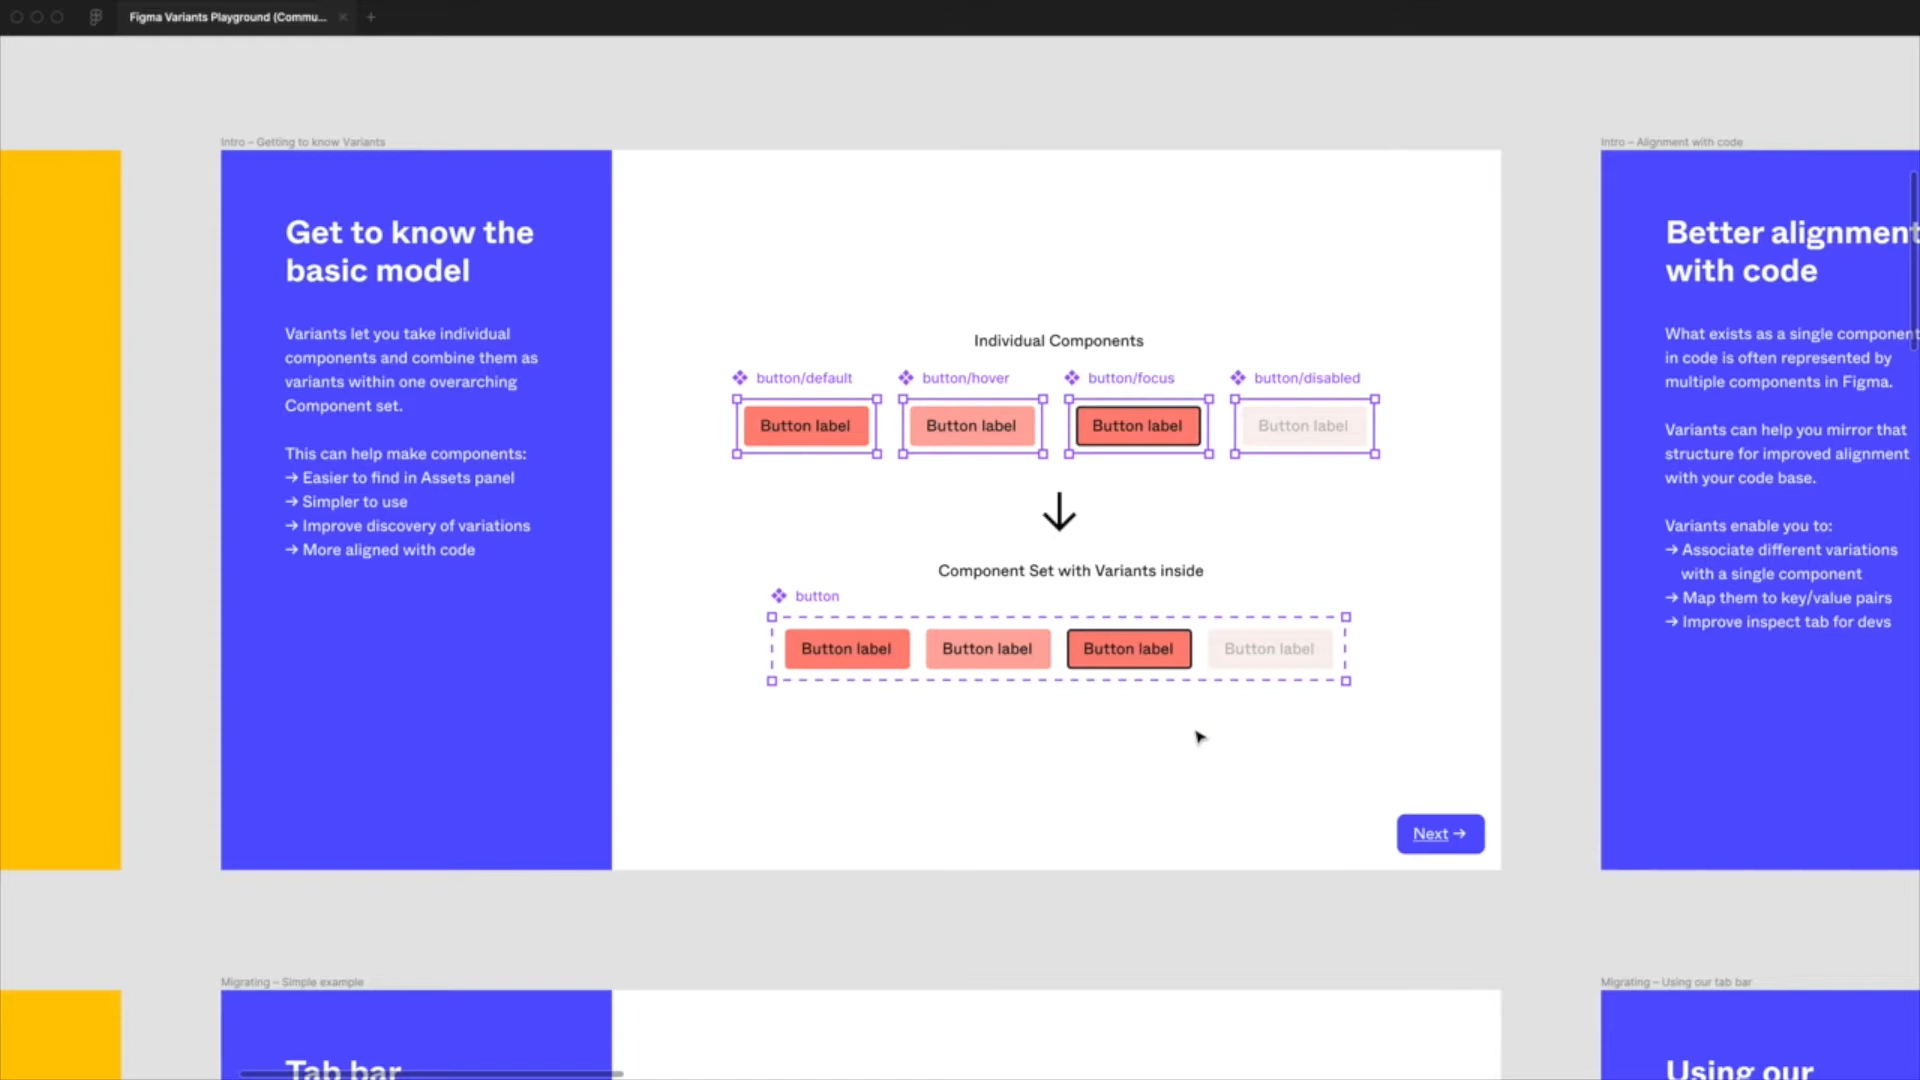 Figma Variants Playground (Commu...
Intro – Getting to know Variants
Get to know the
basic model
Variants let you take individual
components and combine them as
variants within one overarching
Component set.
This can help make components:
→ Easier to find in Assets panel
→ Simpler to use
→ Improve discovery of variations
→ More aligned with code
Individual Components
button/default
button/hover
button/focus
button/disabled
Button label
Button label
Button label
Button label
Component Set with Variants inside
button
Button label
Button label
Button label
Button label
Next →
Intro – Alignment with code
Better alignment
with code
What exists as a single component
in code is often represented by
multiple components in Figma.
Variants can help you mirror that
structure for improved alignment
with your code base.
Variants enable you to:
→ Associate different variations
with a single component
→ Map them to key/value pairs
→ Improve inspect tab for devs
Migrating – Simple example
Tab bar
Migrating – Using our tab bar
Using our